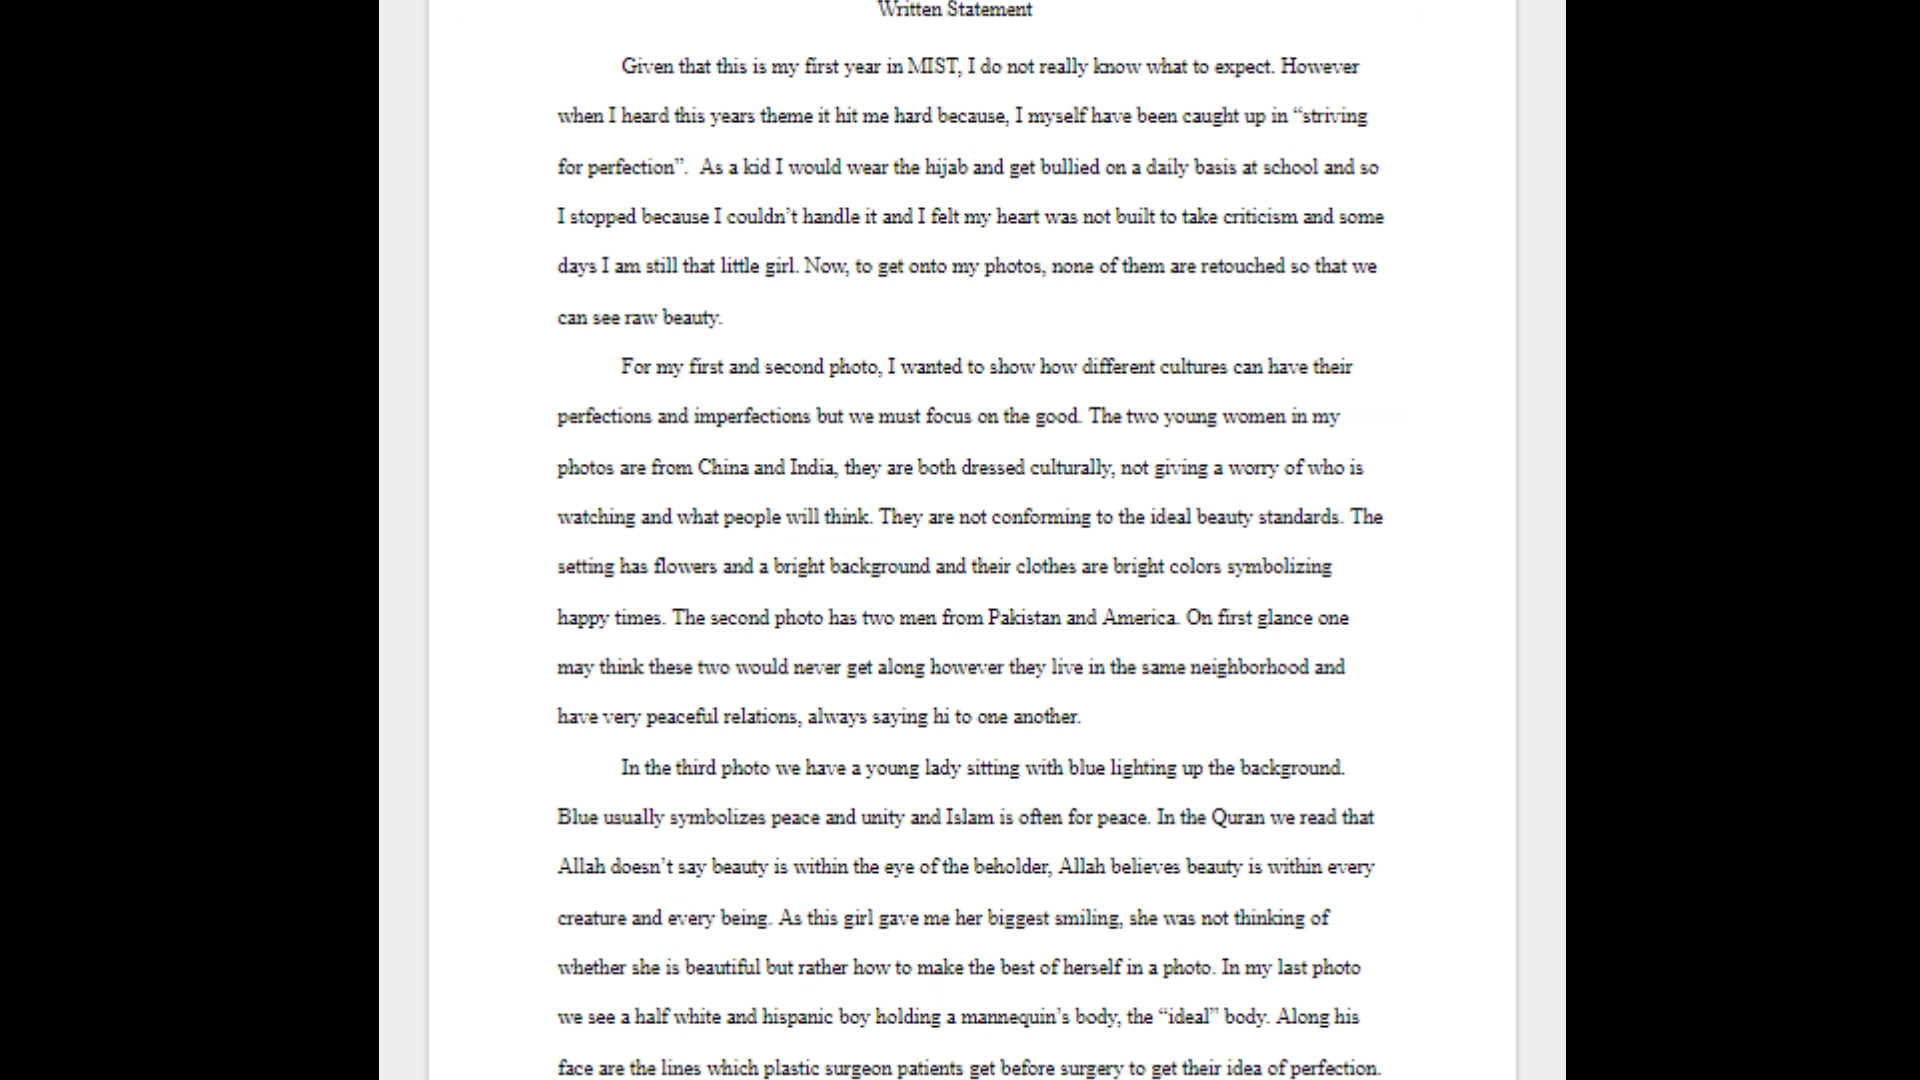 Written Statement
Given that this is my first year in MIST, I do not really know what to expect. However
when I heard this years theme it hit me hard because, I myself have been caught up in “striving
for perfection”.  As a kid I would wear the hijab and get bullied on a daily basis at school and so
I stopped because I couldn’t handle it and I felt my heart was not built to take criticism and some
days I am still that little girl. Now, to get onto my photos, none of them are retouched so that we
can see raw beauty.
For my first and second photo, I wanted to show how different cultures can have their
perfections and imperfections but we must focus on the good. The two young women in my
photos are from China and India, they are both dressed culturally, not giving a worry of who is
watching and what people will think. They are not conforming to the ideal beauty standards. The
setting has flowers and a bright background and their clothes are bright colors symbolizing
happy times. The second photo has two men from Pakistan and America. On first glance one
may think these two would never get along however they live in the same neighborhood and
have very peaceful relations, always saying hi to one another.
In the third photo we have a young lady sitting with blue lighting up the background.
Blue usually symbolizes peace and unity and Islam is often for peace. In the Quran we read that
Allah doesn’t say beauty is within the eye of the beholder, Allah believes beauty is within every
creature and every being. As this girl gave me her biggest smiling, she was not thinking of
whether she is beautiful but rather how to make the best of herself in a photo. In my last photo
we see a half white and hispanic boy holding a mannequin’s body, the “ideal” body. Along his
face are the lines which plastic surgeon patients get before surgery to get their idea of perfection.